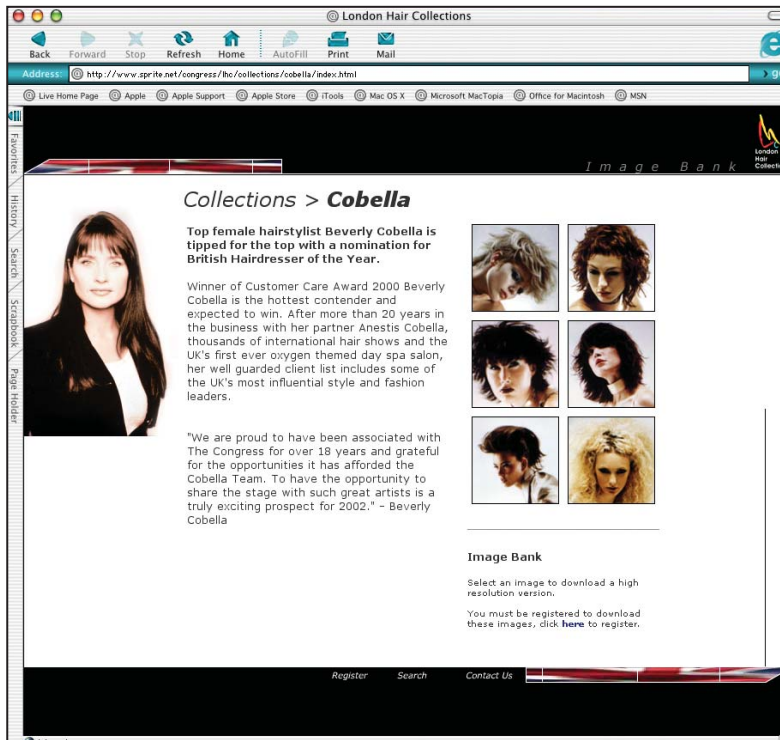 London Hair Collections
Back Forward Stop Refresh Home AutoFill Print Mail
Address: http://www.sprite.net/congress/lhc/collections/cobella/index.html
Live Home Page Apple Apple Support Apple Store iTools Mac OS X Microsoft MacTopia Office for Macintosh MSN
Favorites
History
Search
Scrapbook
Page Holder
London
Hair
Image Bank
Collections > Cobella
Top female hairstylist Beverly Cobella is
tipped for the top with a nomination for
British Hairdresser of the Year.
Winner of Customer Care Award 2000 Beverly
Cobella is the hottest contender and
expected to win. After more than 20 years in
the business with her partner Anestis Cobella,
thousands of international hair shows and the
UK's first ever oxygen themed day spa salon,
her well guarded client list includes some of
the UK's most influential style and fashion
leaders.
"We are proud to have been associated with
The Congress for over 18 years and grateful
for the opportunities it has afforded the
Cobella Team. To have the opportunity to
share the stage with such great artists is a
truly exciting prospect for 2002." – Beverly
Cobella
Image Bank
Select an image to download a high
resolution version.
You must be registered to download
these images, click here to register.
Register Search Contact Us